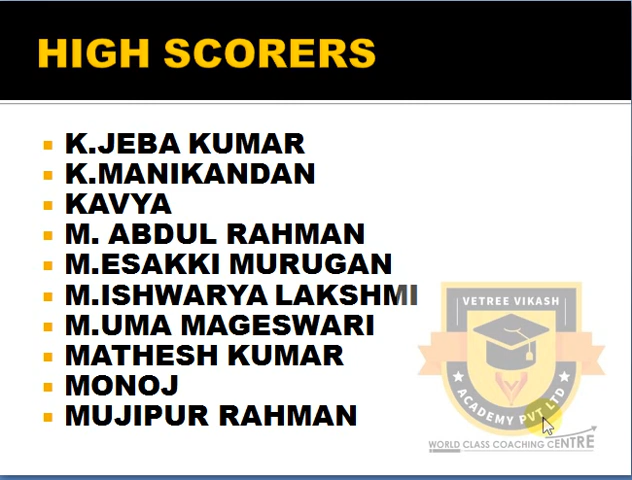 HIGH SCORERS
K.JEBA KUMAR
K.MANIKANDAN
KAVYA
M. ABDUL RAHMAN
M.ESAKKI MURUGAN
M.ISHWARYA LAKSHMI
M.UMA MAGESWARI
MATHESH KUMAR
MONOJ
MUJIPUR RAHMAN
VETREE VIKASH
ACADEMY PVT LTD
WORLD CLASS COACHING CENTRE